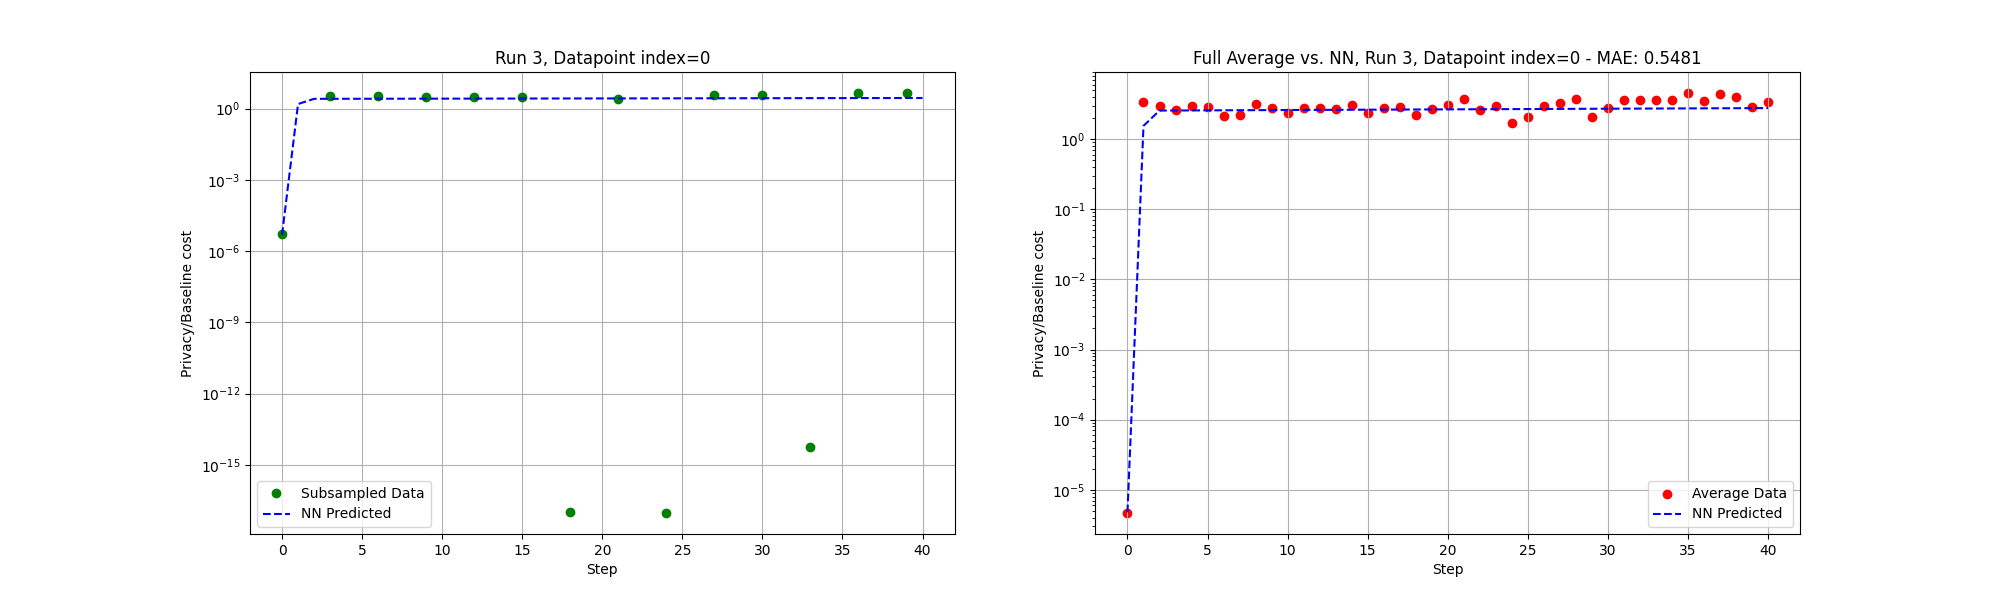 Run 3, Datapoint index=0
Privacy/Baseline cost
10^0
10^-3
10^-6
10^-9
10^-12
10^-15
Subsampled Data
NN Predicted
0 5 10 15 20 25 30 35 40
Step
Full Average vs. NN, Run 3, Datapoint index=0 - MAE: 0.5481
Privacy/Baseline cost
10^0
10^-1
10^-2
10^-3
10^-4
10^-5
Average Data
NN Predicted
0 5 10 15 20 25 30 35 40
Step